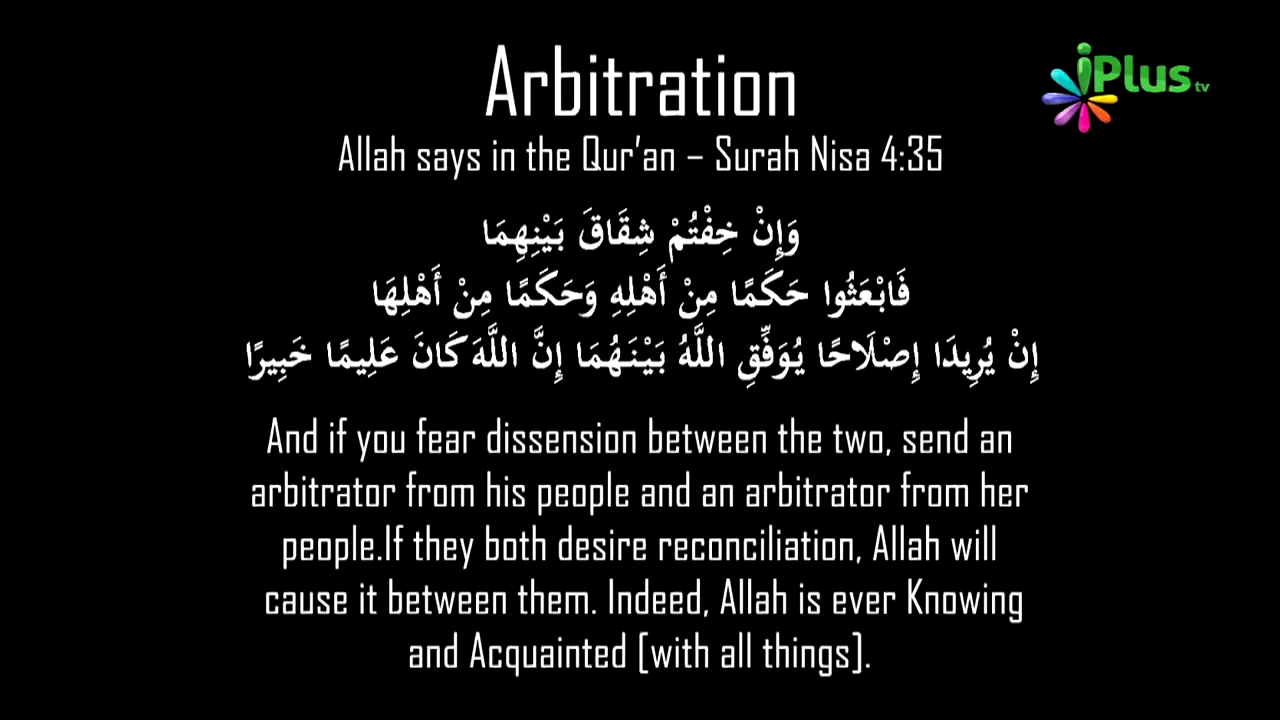 Arbitration
iPlus tv
Allah says in the Qur’an – Surah Nisa 4:35
وَإِنْ خِفْتُمْ شِقَاقَ بَيْنِهِمَا
فَابْعَثُوا حَكَمًا مِنْ أَهْلِهِ وَحَكَمًا مِنْ أَهْلِهَا
إِنْ يُرِيدَا إِصْلَاحًا يُوَفِّقِ اللَّهُ بَيْنَهُمَا إِنَّ اللَّهَ كَانَ عَلِيمًا خَبِيرًا
And if you fear dissension between the two, send an
arbitrator from his people and an arbitrator from her
people.If they both desire reconciliation, Allah will
cause it between them. Indeed, Allah is ever Knowing
and Acquainted [with all things].